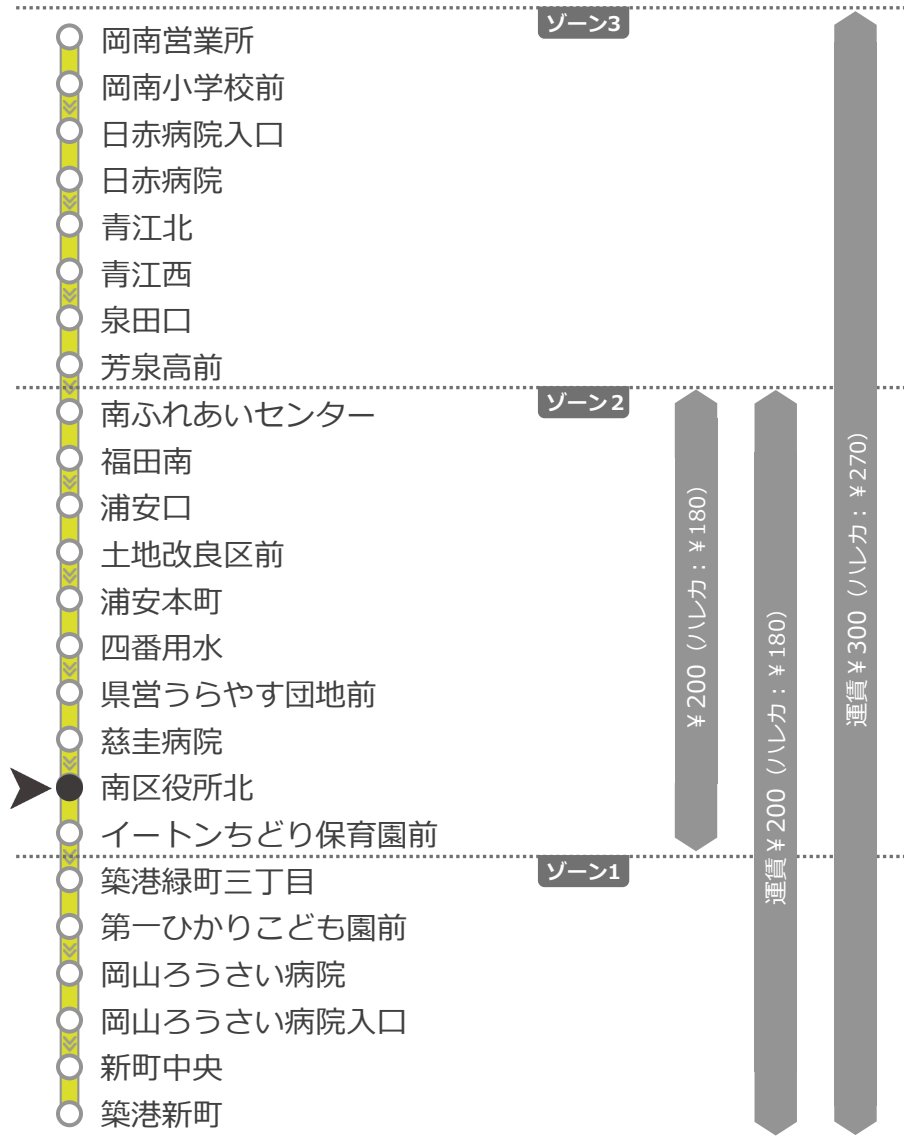 ゾーン3
岡南営業所
岡南小学校前
日赤病院入口
日赤病院
青江北
青江西
泉田口
芳泉高前
ゾーン2
南ふれあいセンター
福田南
浦安口
土地改良区前
浦安本町
四番用水
県営うらやす団地前
慈圭病院
南区役所北
イートンちどり保育園前
ゾーン1
築港緑町三丁目
第一ひかりこども園前
岡山ろうさい病院
岡山ろうさい病院入口
新町中央
築港新町
¥200（ハレカ：¥180）
運賃¥200（ハレカ：¥180）
運賃¥300（ハレカ：¥270）